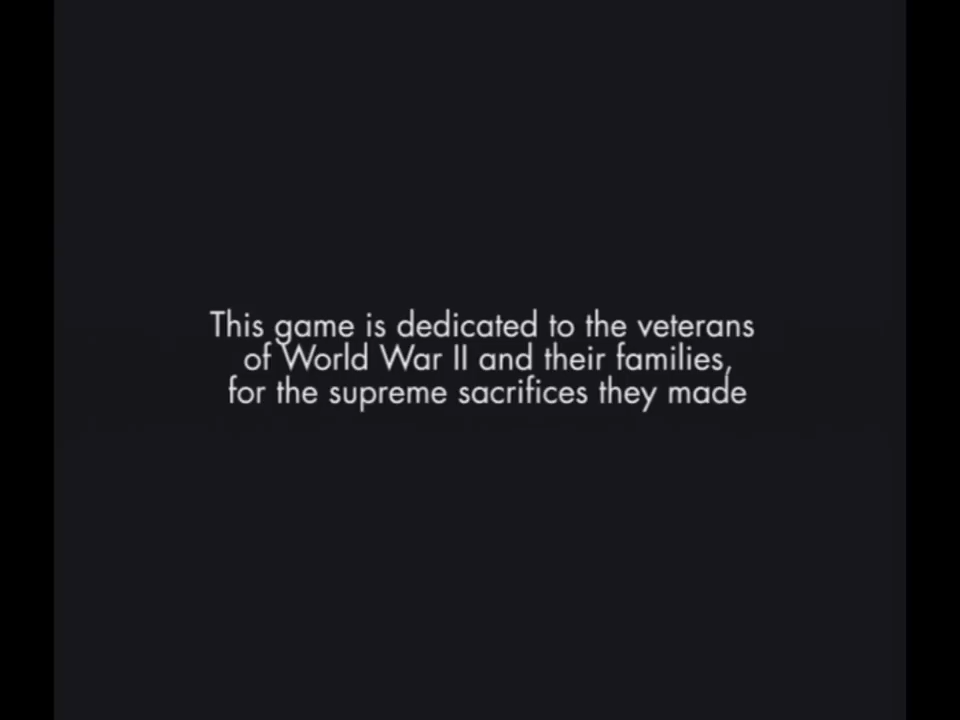 This game is dedicated to the veterans
of World War II and their families,
for the supreme sacrifices they made